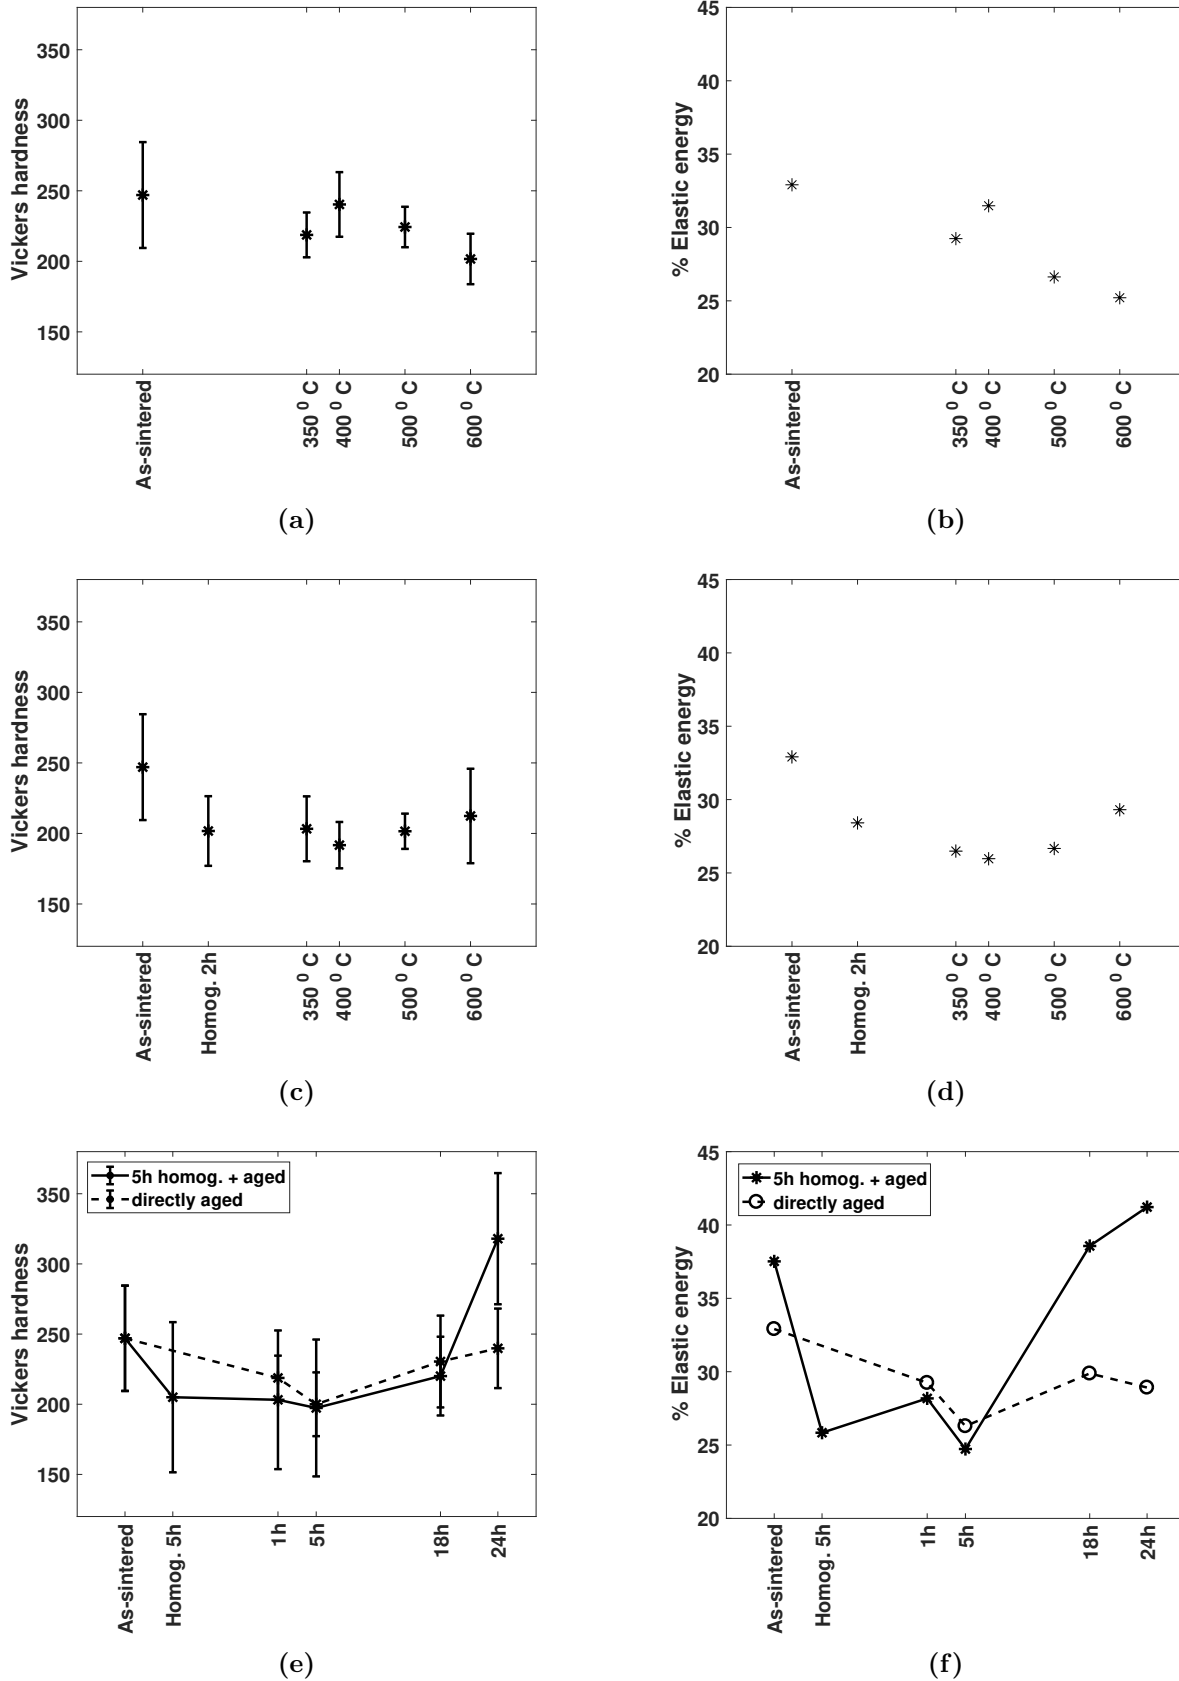 Vickers hardness
350
300
250
200
150
As-sintered
350 ⁰ C
400 ⁰ C
500 ⁰ C
600 ⁰ C
(a)
% Elastic energy
45
40
35
30
25
20
As-sintered
350 ⁰ C
400 ⁰ C
500 ⁰ C
600 ⁰ C
(b)
Vickers hardness
350
300
250
200
150
As-sintered
Homog. 2h
350 ⁰ C
400 ⁰ C
500 ⁰ C
600 ⁰ C
(c)
% Elastic energy
45
40
35
30
25
20
As-sintered
Homog. 2h
350 ⁰ C
400 ⁰ C
500 ⁰ C
600 ⁰ C
(d)
Vickers hardness
350
300
250
200
150
5h homog. + aged
directly aged
As-sintered
Homog. 5h
1h
5h
18h
24h
(e)
% Elastic energy
45
40
35
30
25
20
5h homog. + aged
directly aged
As-sintered
Homog. 5h
1h
5h
18h
24h
(f)